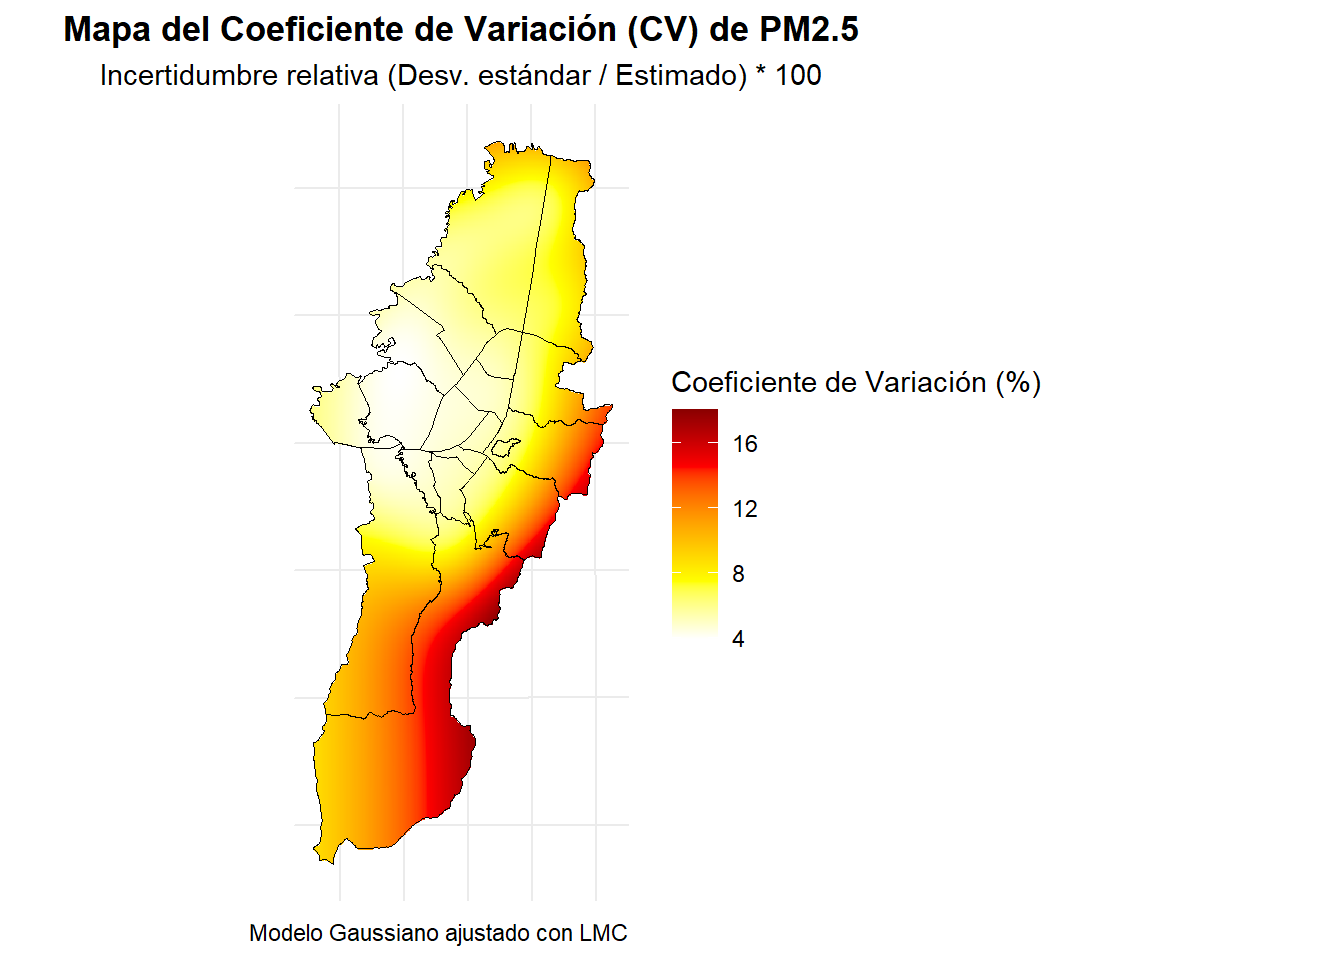 Mapa del Coeficiente de Variación (CV) de PM2.5
Incertidumbre relativa (Desv. estándar / Estimado) * 100
Coeficiente de Variación (%)
16
12
8
4
Modelo Gaussiano ajustado con LMC